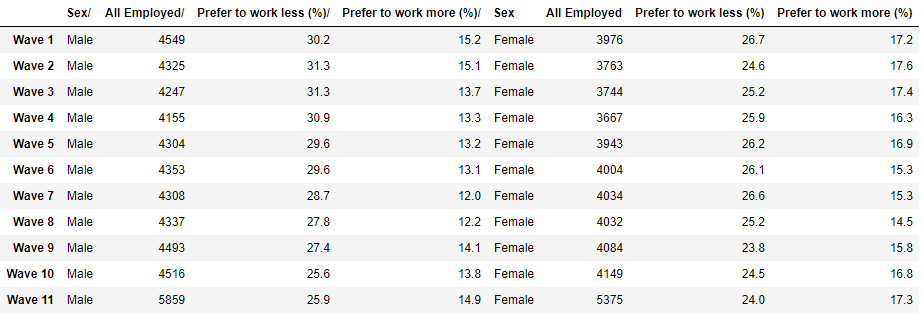 Sex/ All Employed/ Prefer to work less (%)/ Prefer to work more (%)/ Sex All Employed Prefer to work less (%) Prefer to work more (%)
Wave 1 Male 4549 30.2 15.2 Female 3976 26.7 17.2
Wave 2 Male 4325 31.3 15.1 Female 3763 24.6 17.6
Wave 3 Male 4247 31.3 13.7 Female 3744 25.2 17.4
Wave 4 Male 4155 30.9 13.3 Female 3667 25.9 16.3
Wave 5 Male 4304 29.6 13.2 Female 3943 26.2 16.9
Wave 6 Male 4353 29.6 13.1 Female 4004 26.1 15.3
Wave 7 Male 4308 28.7 12.0 Female 4034 26.6 15.3
Wave 8 Male 4337 27.8 12.2 Female 4032 25.2 14.5
Wave 9 Male 4493 27.4 14.1 Female 4084 23.8 15.8
Wave 10 Male 4516 25.6 13.8 Female 4149 24.5 16.8
Wave 11 Male 5859 25.9 14.9 Female 5375 24.0 17.3